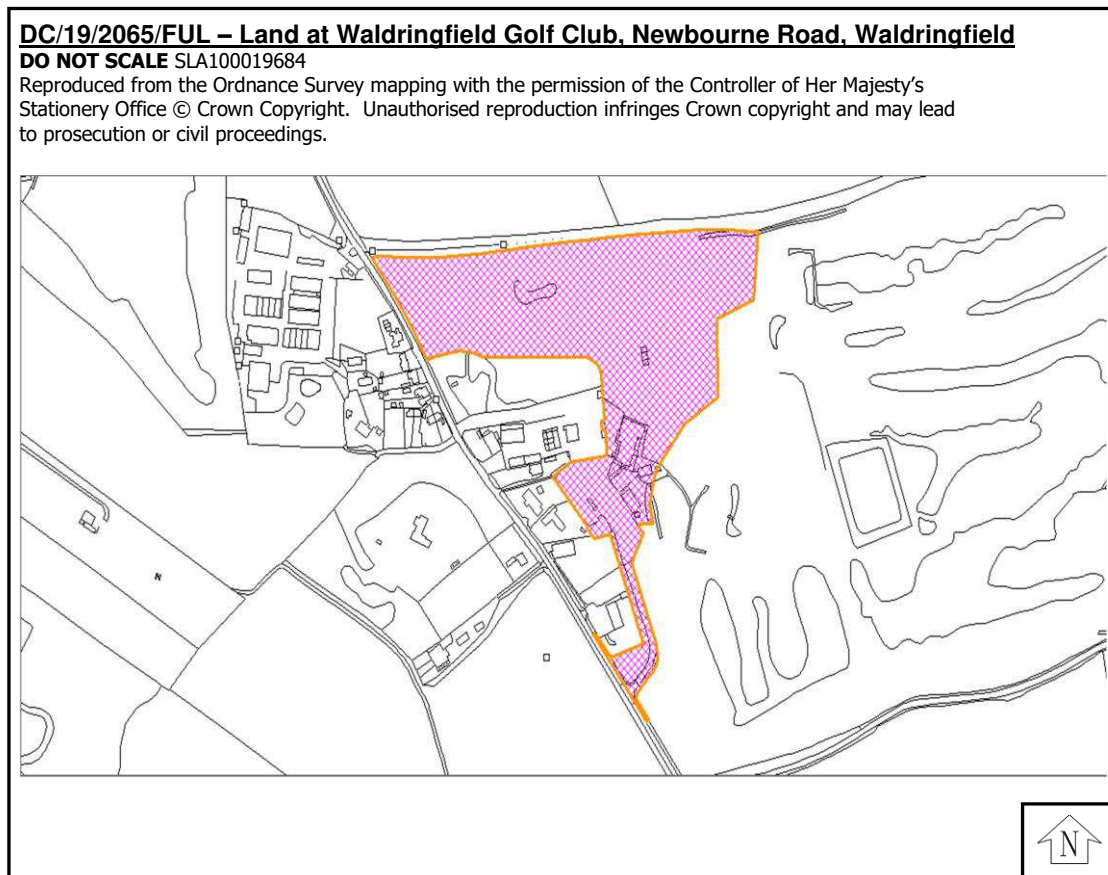 DC/19/2065/FUL – Land at Waldringfield Golf Club, Newbourne Road, Waldringfield
DO NOT SCALE SLA100019684
Reproduced from the Ordnance Survey mapping with the permission of the Controller of Her Majesty's
Stationery Office © Crown Copyright. Unauthorised reproduction infringes Crown copyright and may lead
to prosecution or civil proceedings.
N